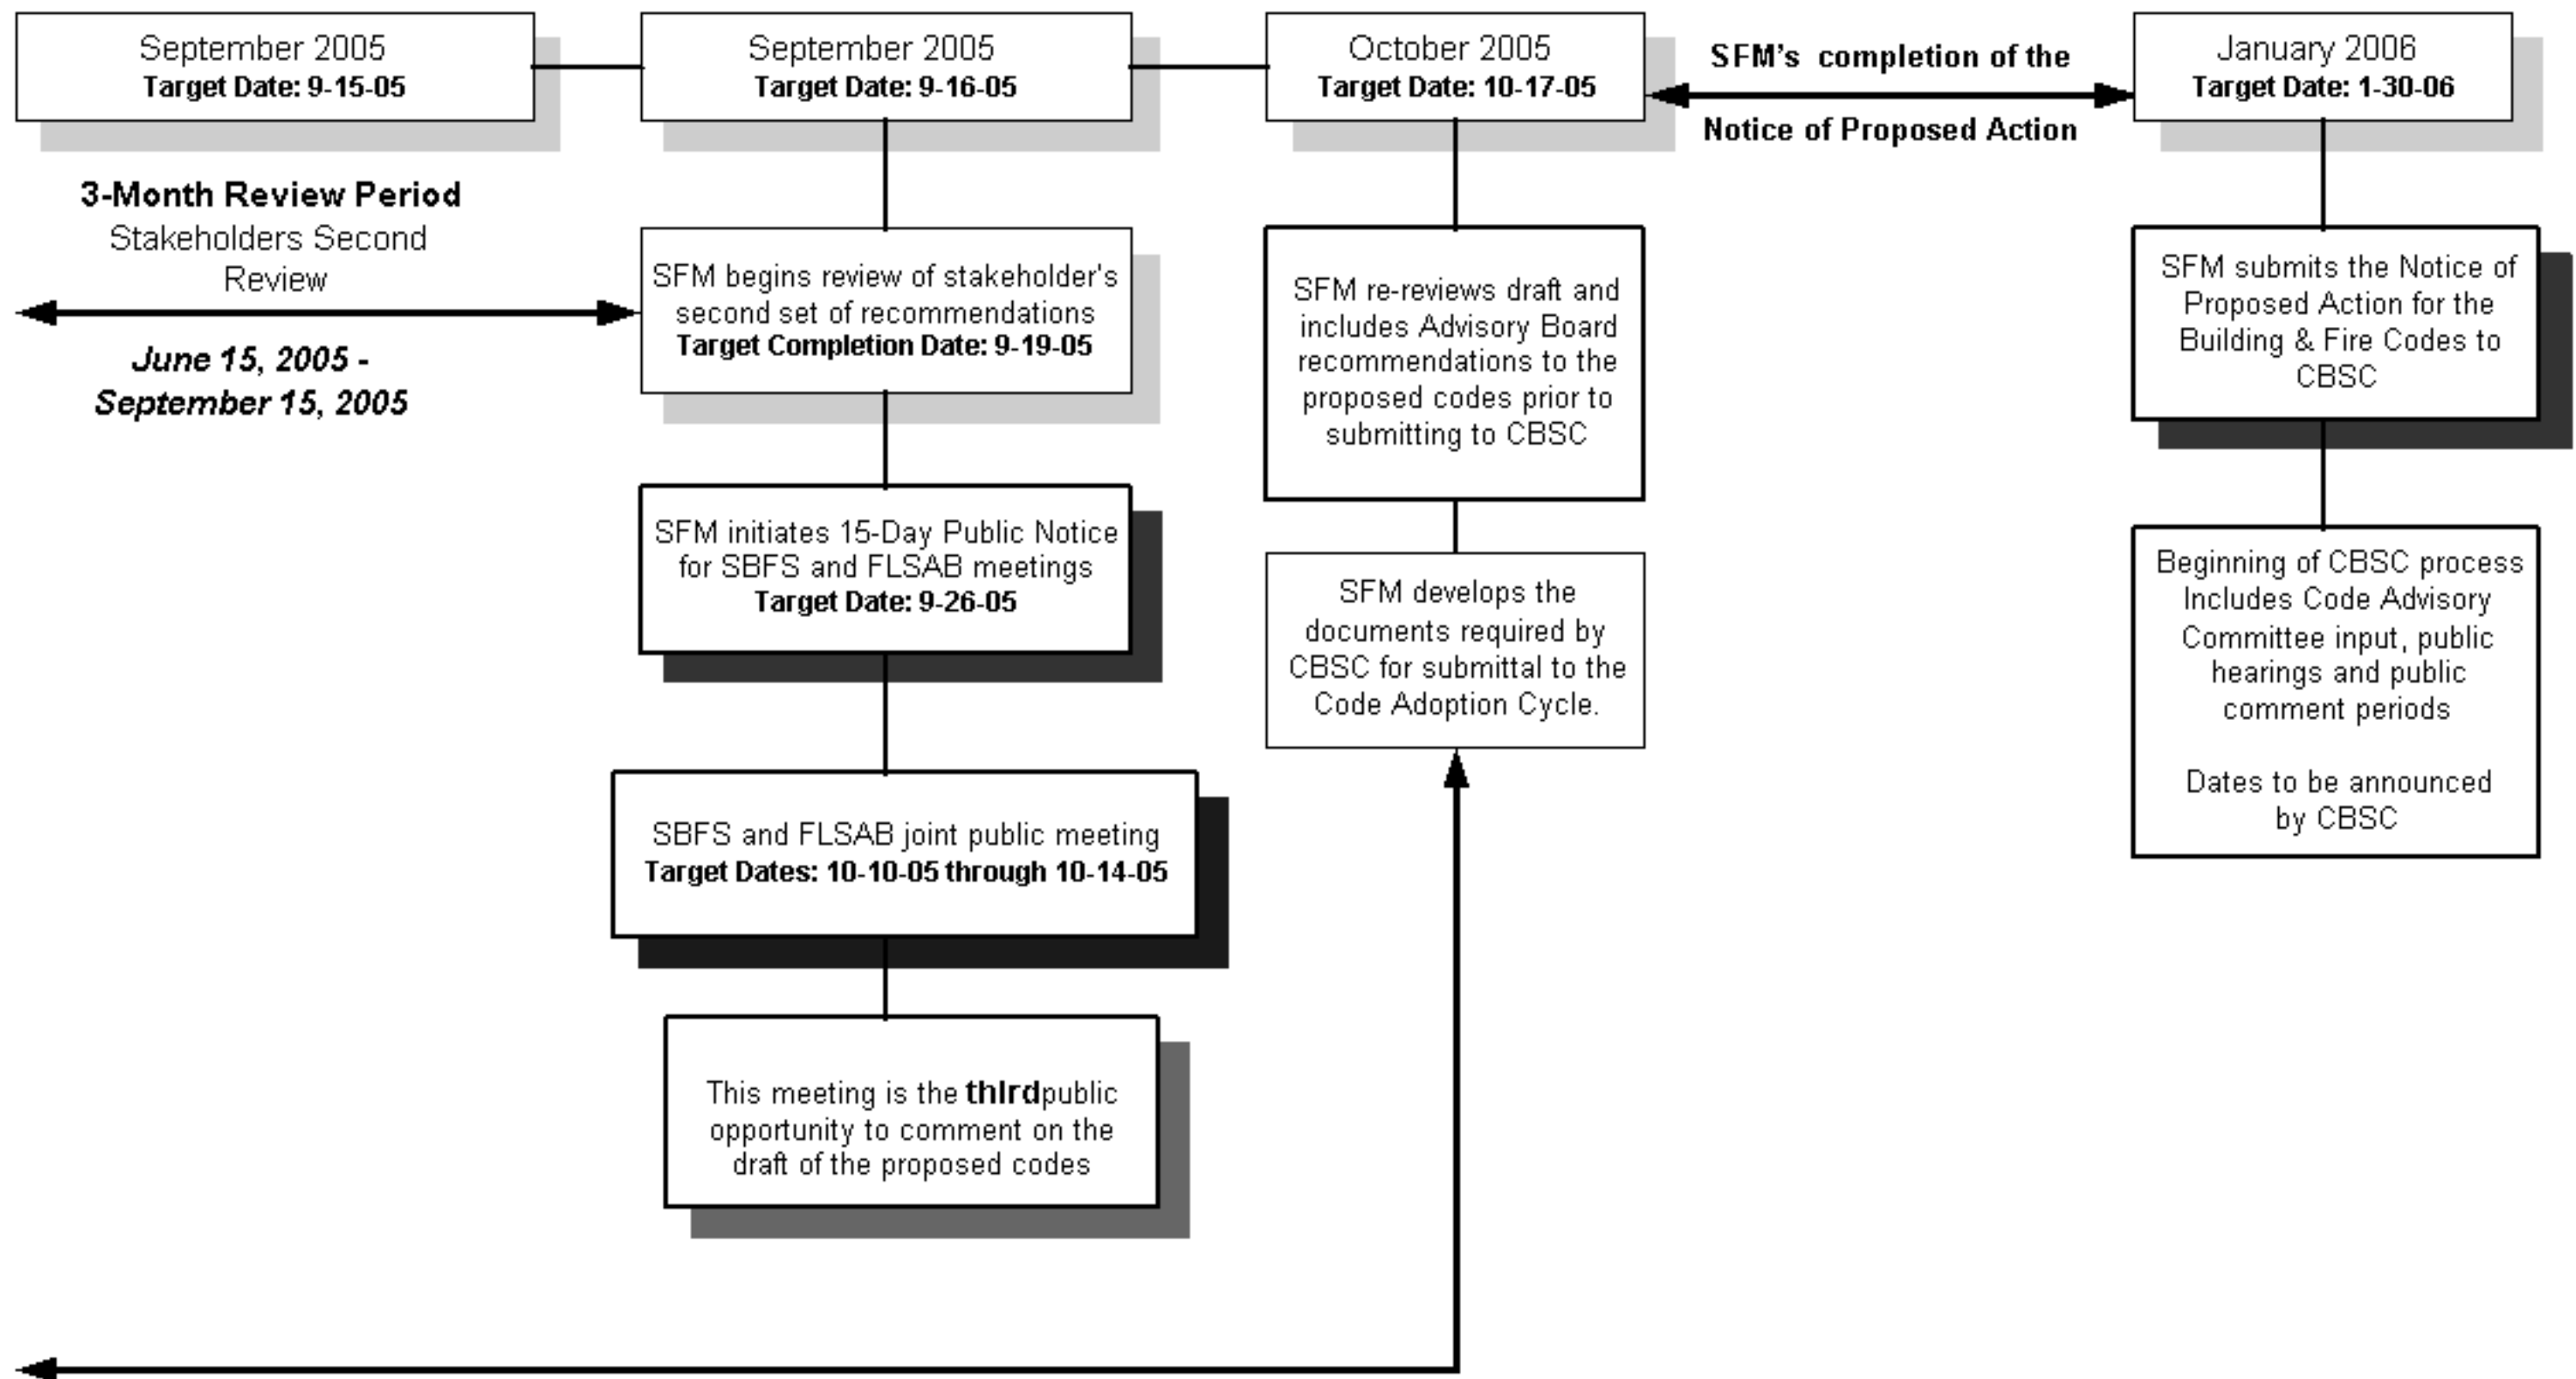 September 2005
Target Date: 9-15-05
3-Month Review Period
Stakeholders Second
Review
June 15, 2005 -
September 15, 2005
September 2005
Target Date: 9-16-05
SFM begins review of stakeholder's
second set of recommendations
Target Completion Date: 9-19-05
SFM initiates 15-Day Public Notice
for SBFS and FLSAB meetings
Target Date: 9-26-05
SBFS and FLSAB joint public meeting
Target Dates: 10-10-05 through 10-14-05
This meeting is the third public
opportunity to comment on the
draft of the proposed codes
October 2005
Target Date: 10-17-05
SFM re-reviews draft and
includes Advisory Board
recommendations to the
proposed codes prior to
submitting to CBSC
SFM develops the
documents required by
CBSC for submittal to the
Code Adoption Cycle.
SFM's completion of the
Notice of Proposed Action
January 2006
Target Date: 1-30-06
SFM submits the Notice of
Proposed Action for the
Building & Fire Codes to
CBSC
Beginning of CBSC process
Includes Code Advisory
Committee input, public
hearings and public
comment periods
Dates to be announced
by CBSC